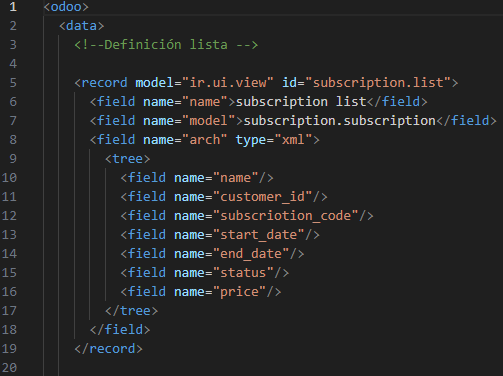 1 <odoo>
2 <data>
3 <!--Definición lista -->
4
5 <record model="ir.ui.view" id="subscription.list">
6 <field name="name">subscription list</field>
7 <field name="model">subscription.subscription</field>
8 <field name="arch" type="xml">
9 <tree>
10 <field name="name"/>
11 <field name="customer_id"/>
12 <field name="subscriotion_code"/>
13 <field name="start_date"/>
14 <field name="end_date"/>
15 <field name="status"/>
16 <field name="price"/>
17 </tree>
18 </field>
19 </record>
20